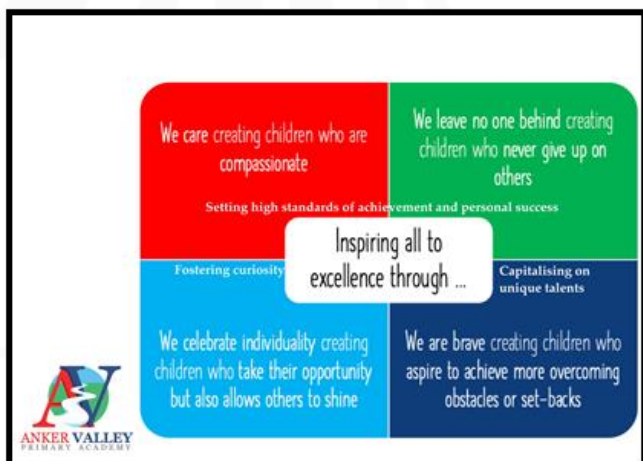 We care creating children who are
compassionate
We leave no one behind creating
children who never give up on
others
Setting high standards of achievement and personal success
Inspiring all to
excellence through ...
Fostering curiosity
Capitalising on
unique talents
We celebrate individuality creating
children who take their opportunity
but also allows others to shine
We are brave creating children who
aspire to achieve more overcoming
obstacles or set-backs
AV
ANKER VALLEY
PRIMARY ACADEMY